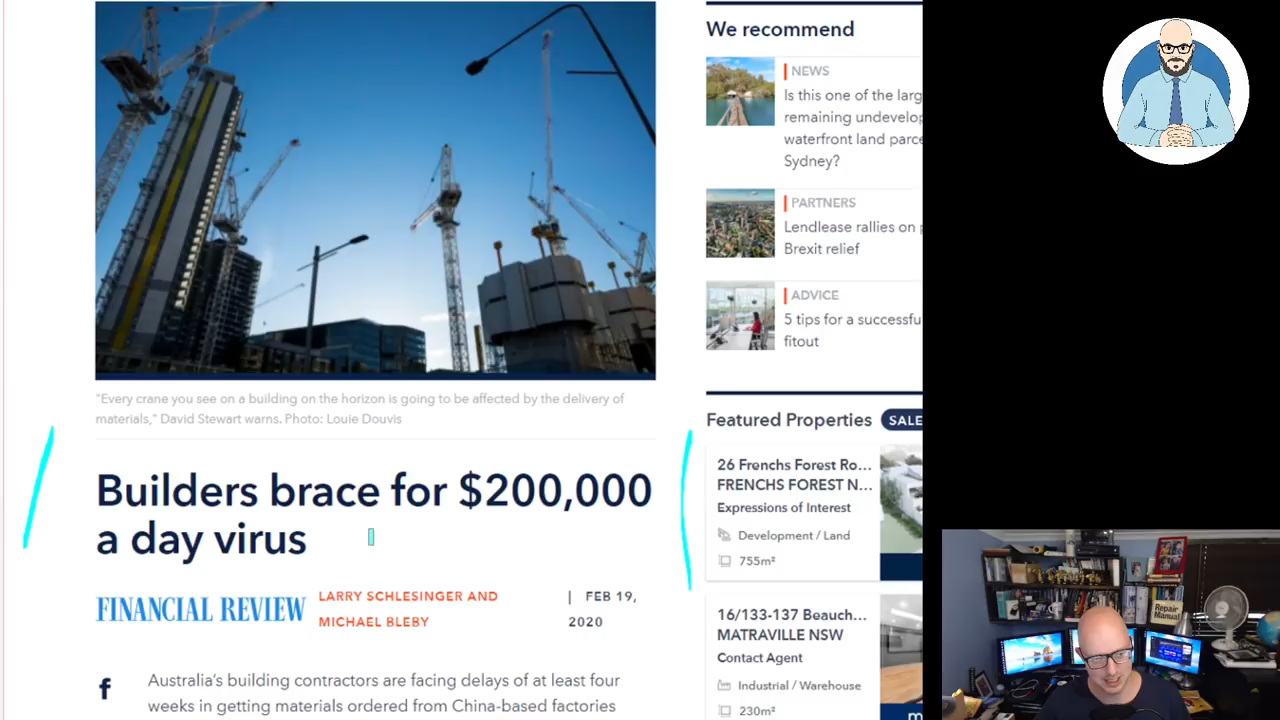 "Every crane you see on a building on the horizon is going to be affected by the delivery of
materials," David Stewart warns. Photo: Louie Douvis
Builders brace for $200,000
a day virus
FINANCIAL REVIEW
LARRY SCHLESINGER AND
MICHAEL BLEBY
| FEB 19,
2020
f
Australia's building contractors are facing delays of at least four
weeks in getting materials ordered from China-based factories
We recommend
NEWS
Is this one of the larg
remaining undevelop
waterfront land parce
Sydney?
PARTNERS
Lendlease rallies on p
Brexit relief
ADVICE
5 tips for a successfu
fitout
Featured Properties
SALE
26 Frenchs Forest Ro...
FRENCHS FOREST N...
Expressions of Interest
Development / Land
755m²
16/133-137 Beauch...
MATRAVILLE NSW
Contact Agent
Industrial / Warehouse
230m²
Repair
Manual